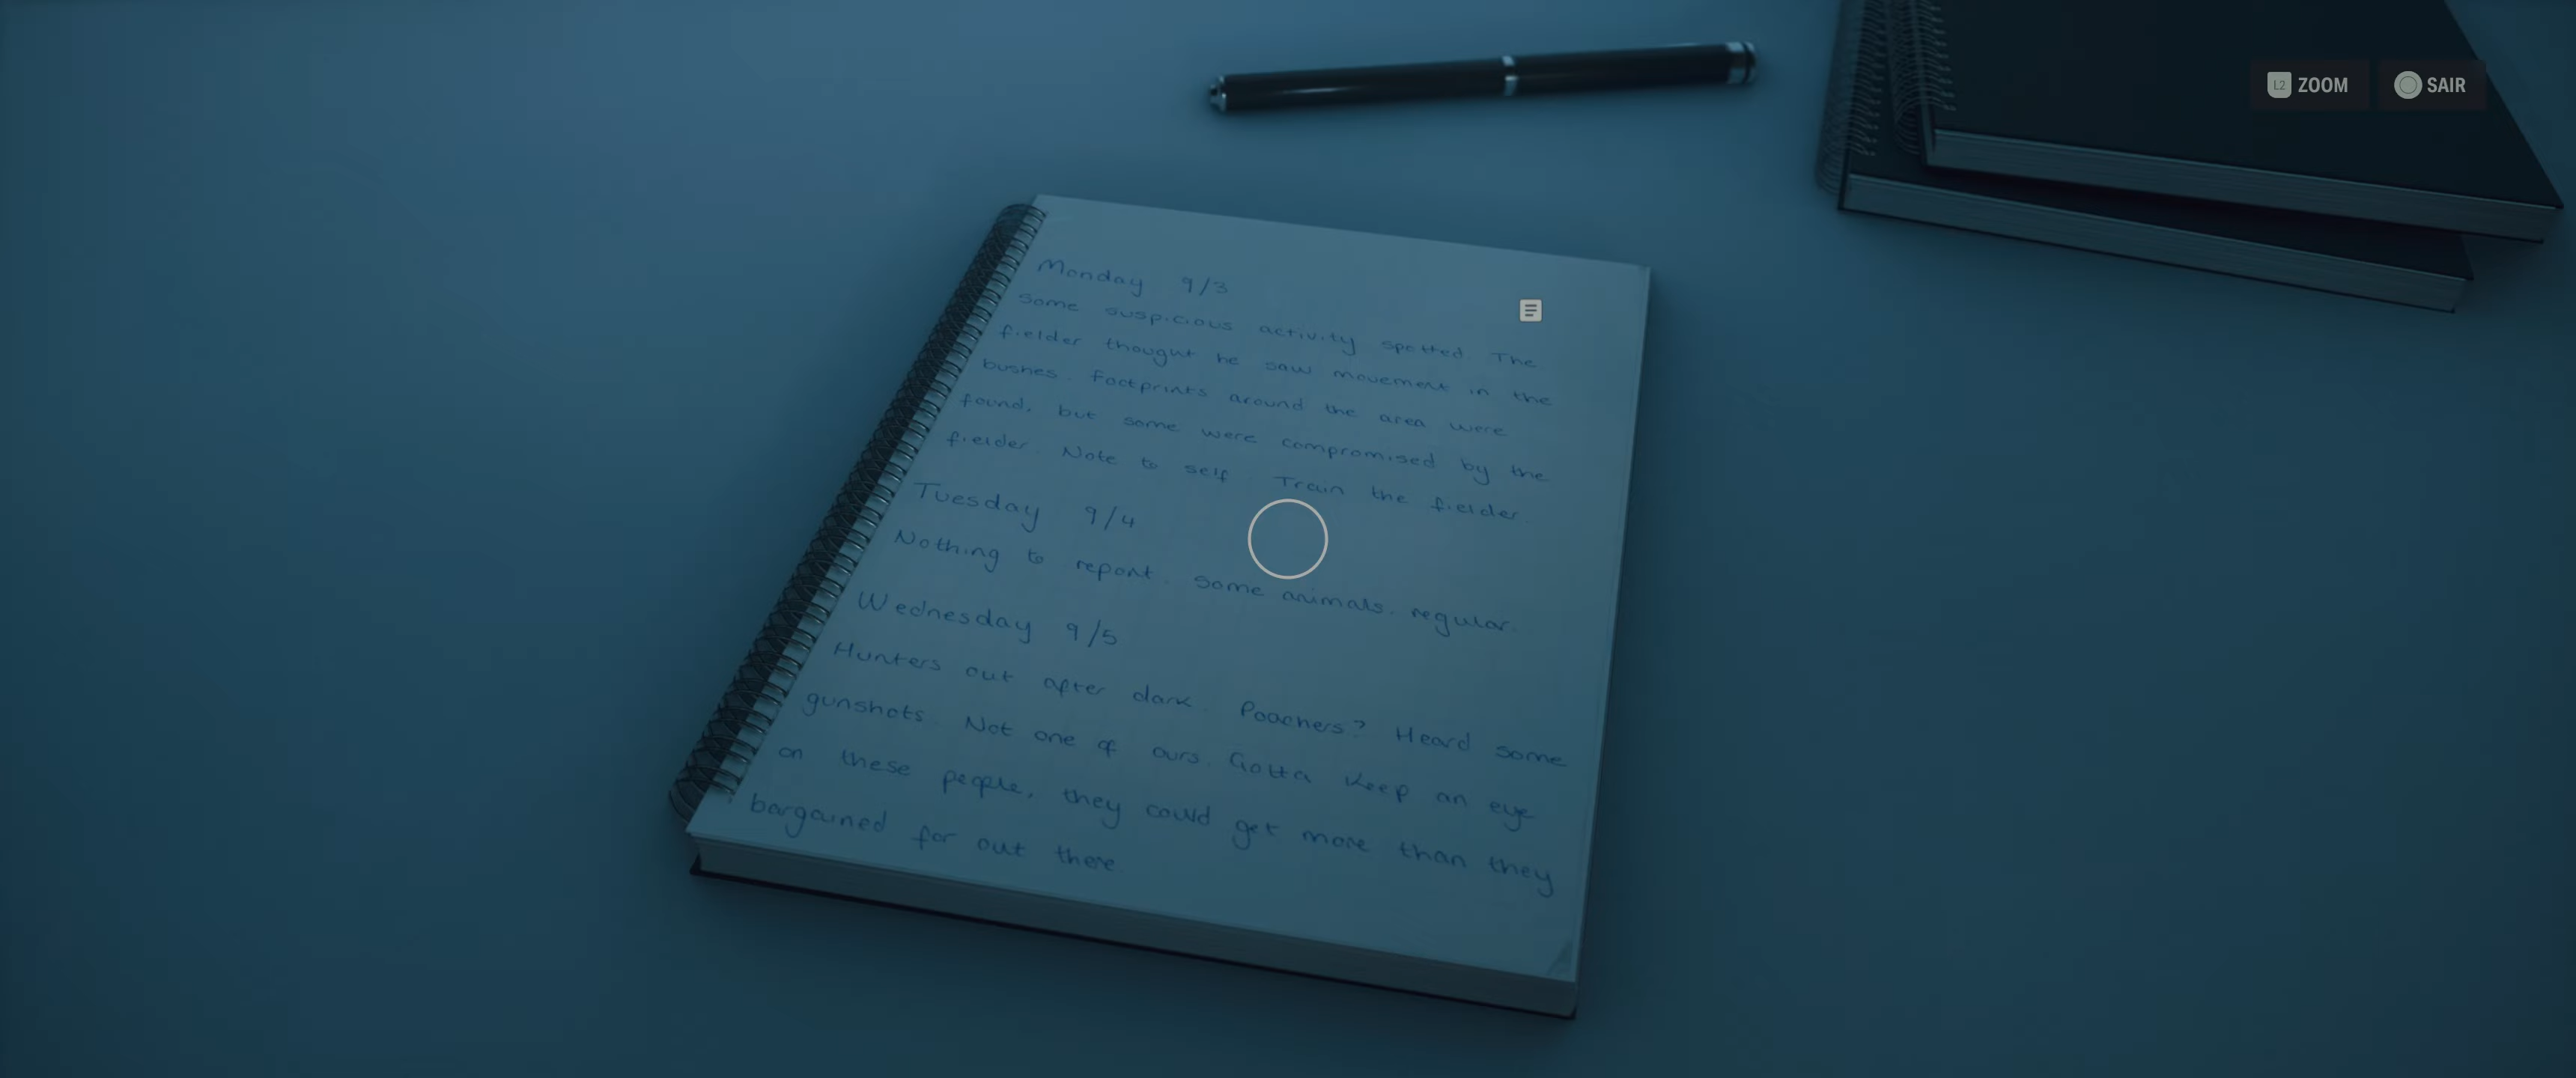 ZOOM
SAIR
Monday 9/3
Some suspicious activity spotted. The
fielder thought he saw movement in the
bushes. Footprints around the area were
found, but some were compromised by the
fielder. Note to self. Train the fielder.
Tuesday 9/4
Nothing to report. Some animals. regular.
Wednesday 9/5
Hunters out after dark. Poachers? Heard some
gunshots. Not one of ours. Gotta keep an eye
on these people, they could get more than they
bargained for out there.